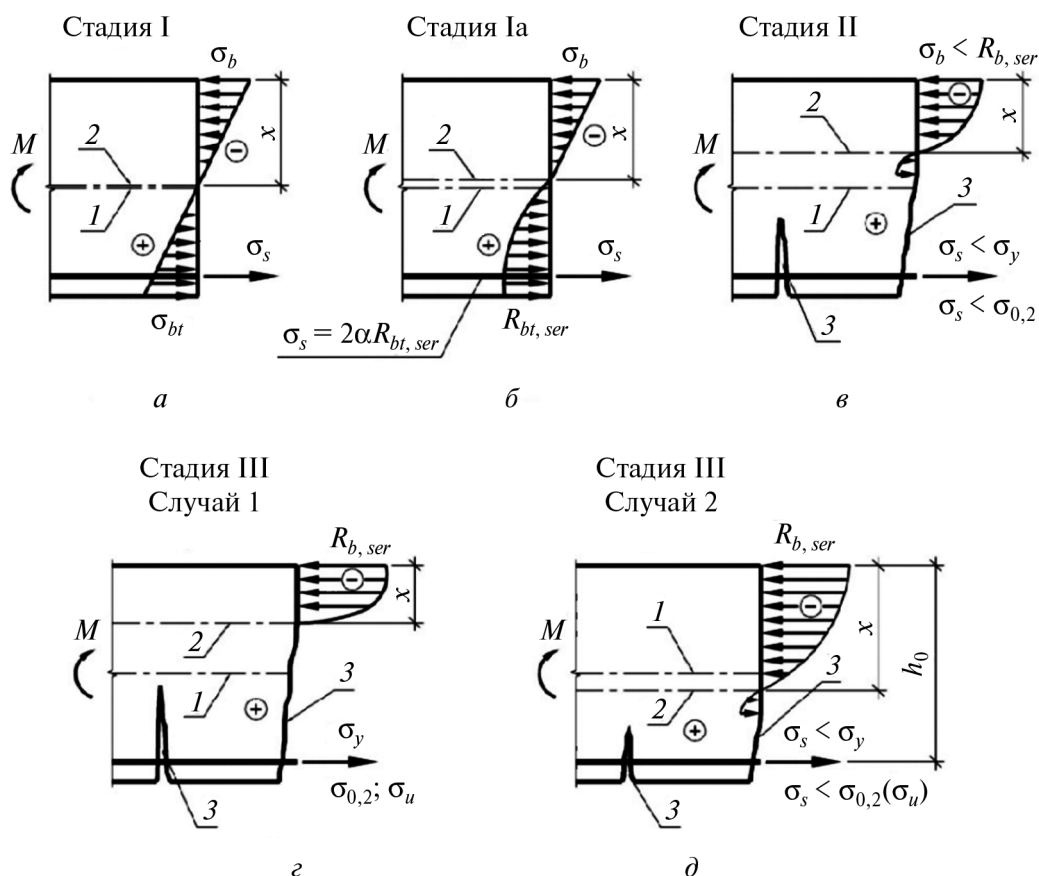 Стадия I
Стадия Ia
Стадия II
σb
σb
σb < Rb, ser
x
x
x
2
2
2
M
M
M
1
1
1
3
σs
σs
σs < σy
σbt
Rbt, ser
σs < σ0,2
σs = 2αRbt, ser
3
а
б
в
Стадия III
Случай 1
Стадия III
Случай 2
Rb, ser
Rb, ser
x
x
h0
2
1
M
M
1
3
2
3
σy
σs < σy
σ0,2; σu
σs < σ0,2(σu)
3
3
г
д